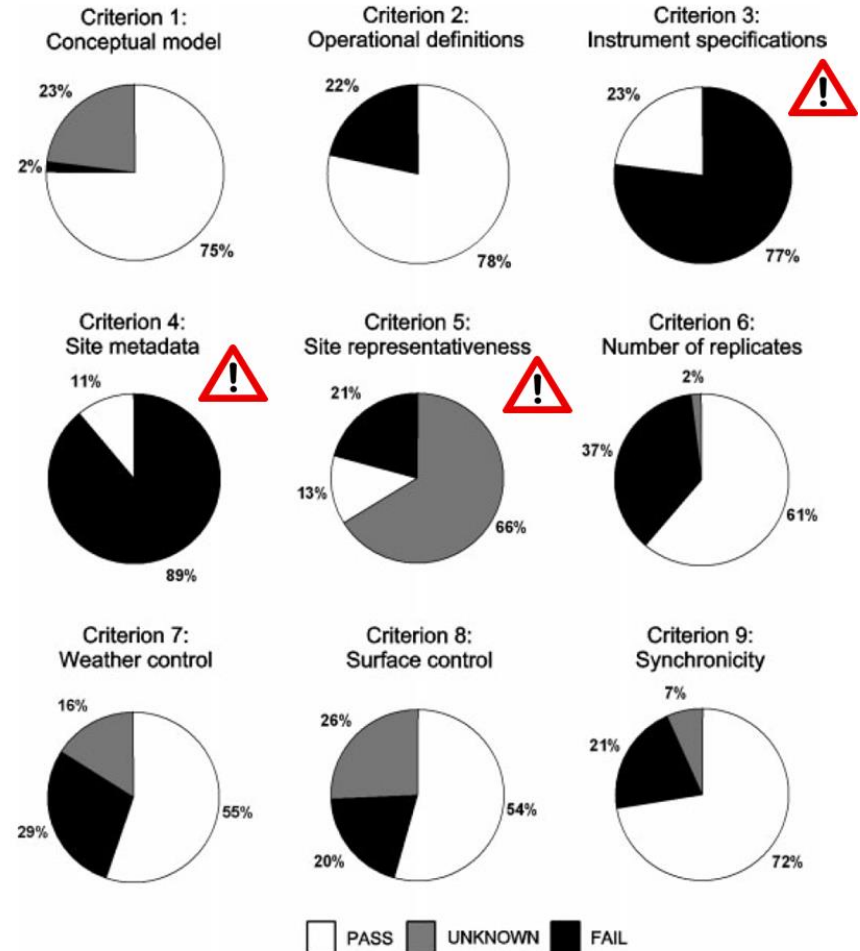 Criterion 1:
Conceptual model
23%
2%
75%
Criterion 2:
Operational definitions
22%
78%
Criterion 3:
Instrument specifications
!
23%
77%
Criterion 4:
Site metadata
!
11%
89%
Criterion 5:
Site representativeness
!
21%
13%
66%
Criterion 6:
Number of replicates
2%
37%
61%
Criterion 7:
Weather control
16%
29%
55%
Criterion 8:
Surface control
26%
20%
54%
Criterion 9:
Synchronicity
7%
21%
72%
PASS UNKNOWN FAIL